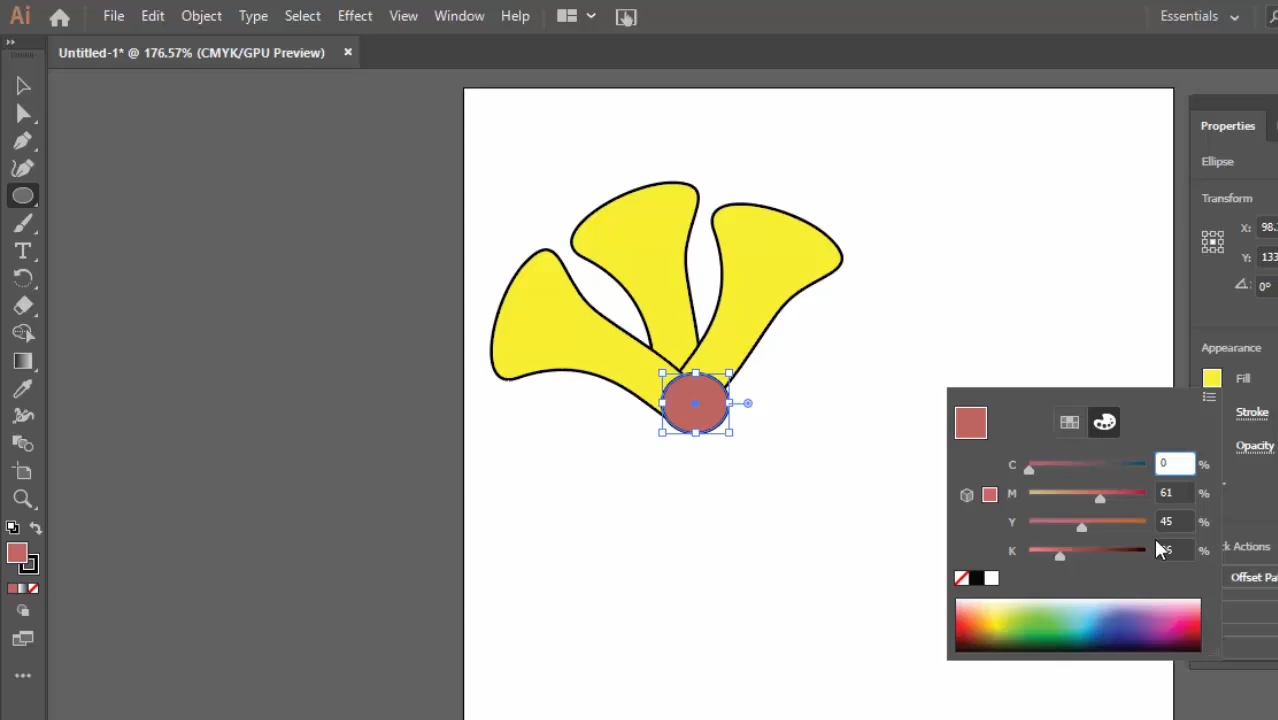 Ai File Edit Object Type Select Effect View Window Help Essentials
Untitled-1* @ 176.57% (CMYK/GPU Preview) ×
Properties
Ellipse
Transform
X: 98.
Y: 133
0°
Appearance
Fill
Stroke
Opacity
C 0 %
M 61 %
Y 45 %
K %
ck Actions
Offset Pa